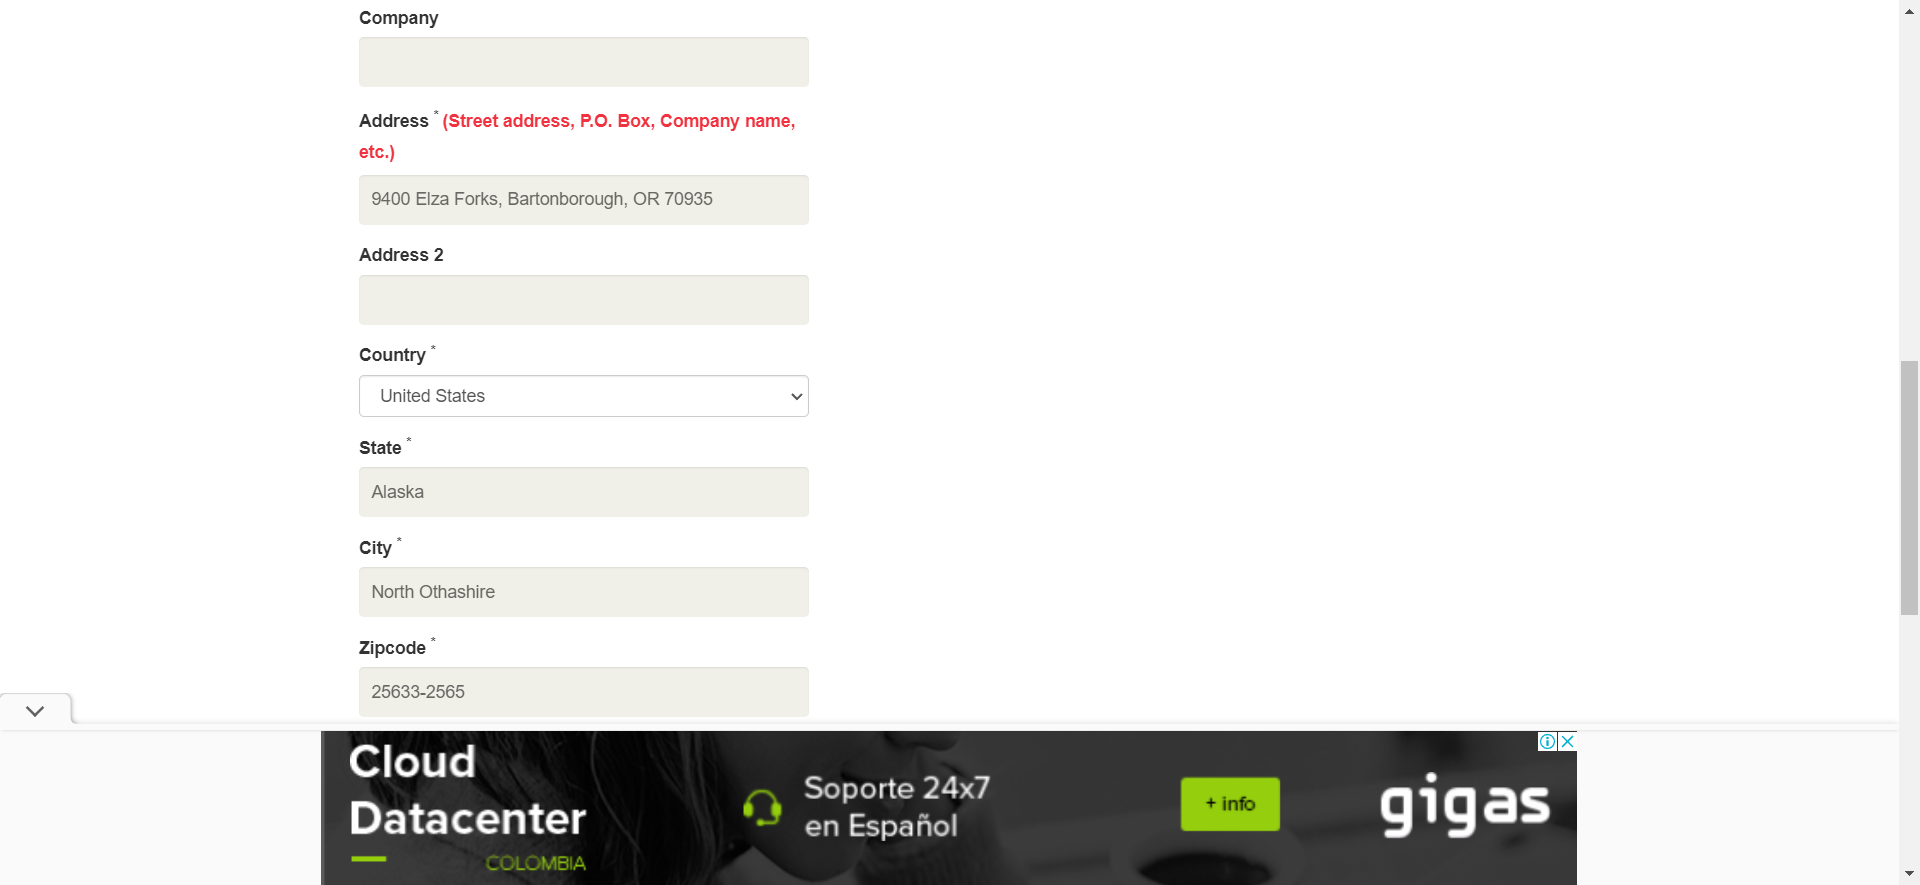 Company
Address * (Street address, P.O. Box, Company name,
etc.)
9400 Elza Forks, Bartonborough, OR 70935
Address 2
Country *
United States
State *
Alaska
City *
North Othashire
Zipcode *
25633-2565
Cloud
Datacenter
COLOMBIA
Soporte 24x7
en Español
+ info
gigas